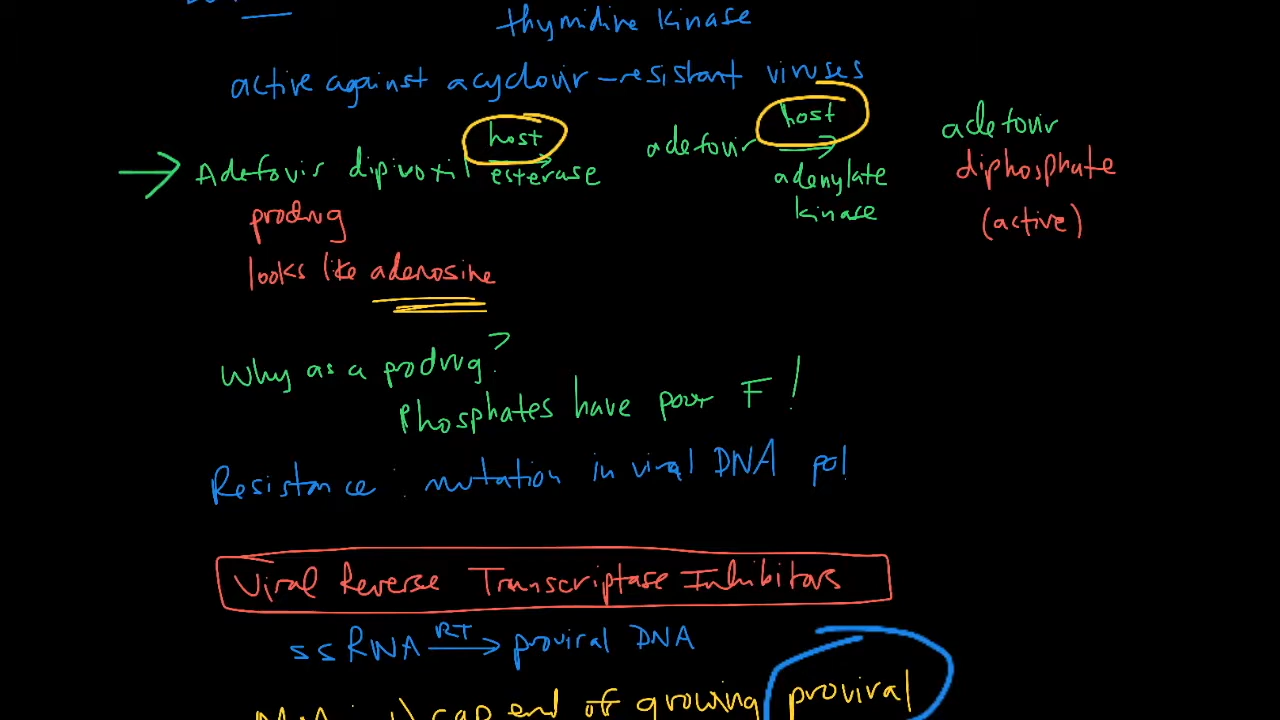 thymidine kinase
active against acyclovir-resistant viruses
→ Adefovir dipivoxil host esterase → adefovir host adenylate kinase → adefovir diphosphate (active)
prodrug
looks like adenosine
Why as a prodrug?
Phosphates have poor F!
Resistance: mutation in viral DNA pol
Viral Reverse Transcriptase Inhibitors
ssRNA RT → proviral DNA
cap end of growing proviral